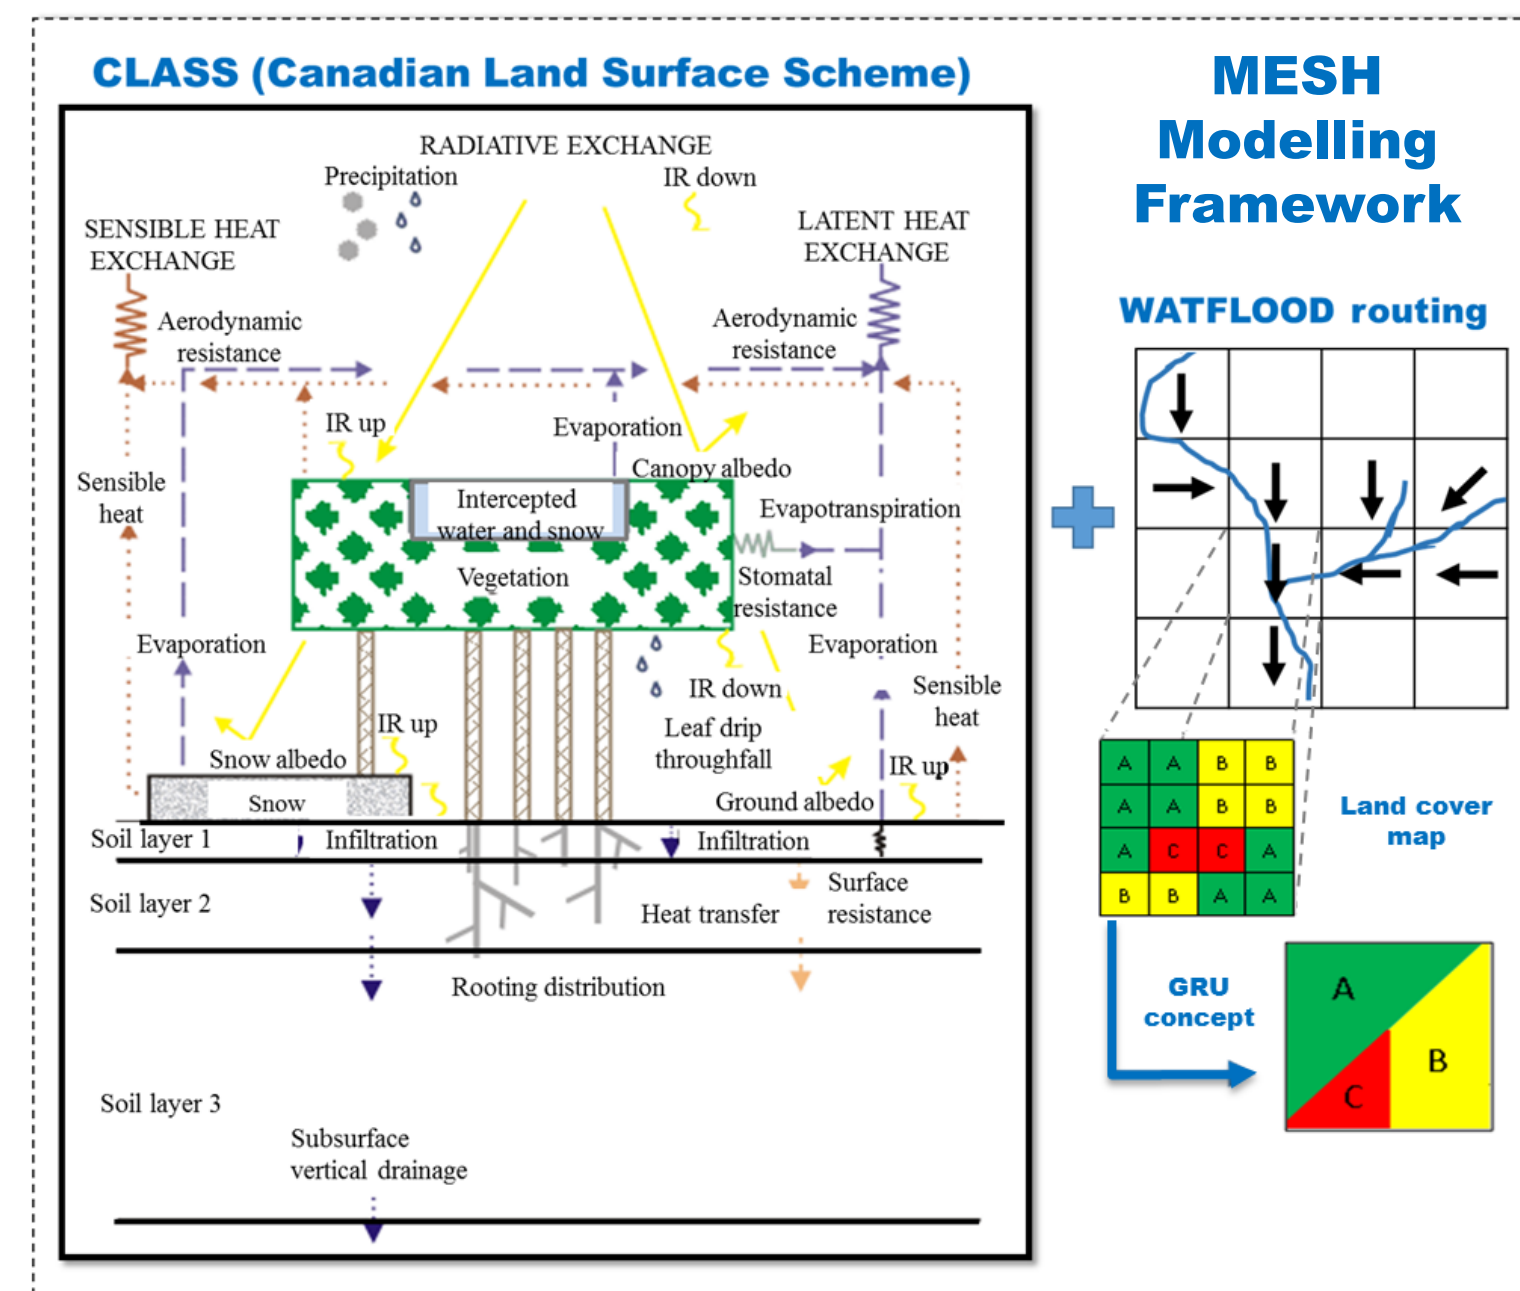 CLASS (Canadian Land Surface Scheme)
RADIATIVE EXCHANGE
Precipitation
IR down
SENSIBLE HEAT
EXCHANGE
LATENT HEAT
EXCHANGE
Aerodynamic
resistance
Aerodynamic
resistance
IR up
Evaporation
Canopy albedo
Sensible
heat
Intercepted
water and snow
Evapotranspiration
Vegetation
Stomatal
resistance
Evaporation
Evaporation
IR down
Sensible
heat
IR up
Leaf drip
throughfall
Snow albedo
IR up
Snow
Ground albedo
Soil layer 1
Infiltration
Infiltration
Soil layer 2
Heat transfer
Surface
resistance
Rooting distribution
Soil layer 3
Subsurface
vertical drainage
MESH
Modelling
Framework
WATFLOOD routing
A A B B
A A B B
A C C A
B B A A
Land cover
map
GRU
concept
A
B
C